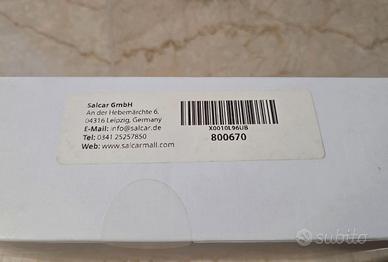 Salcar GmbH
An der Hebemärchte 6,
04316 Leipzig, Germany
E-Mail: info@salcar.de
Tel: 0341 25257850
Web: www.salcarmall.com
X0010L96UB
800670
subito